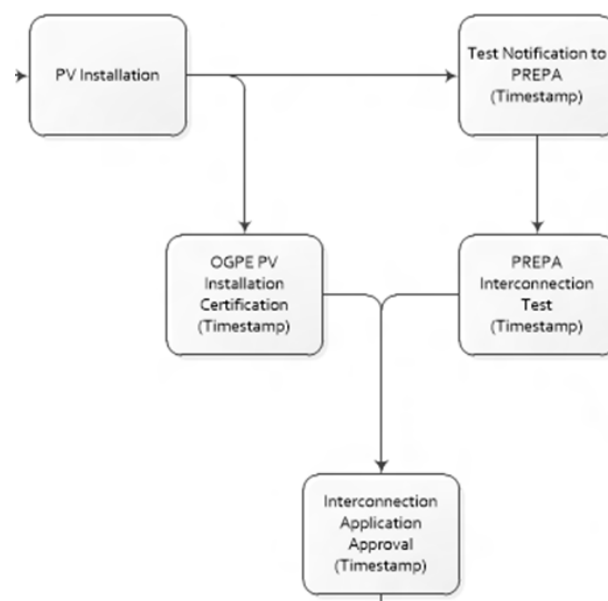 PV Installation
Test Notification to
PREPA
(Timestamp)
OGPE PV
Installation
Certification
(Timestamp)
PREPA
Interconnection
Test
(Timestamp)
Interconnection
Application
Approval
(Timestamp)